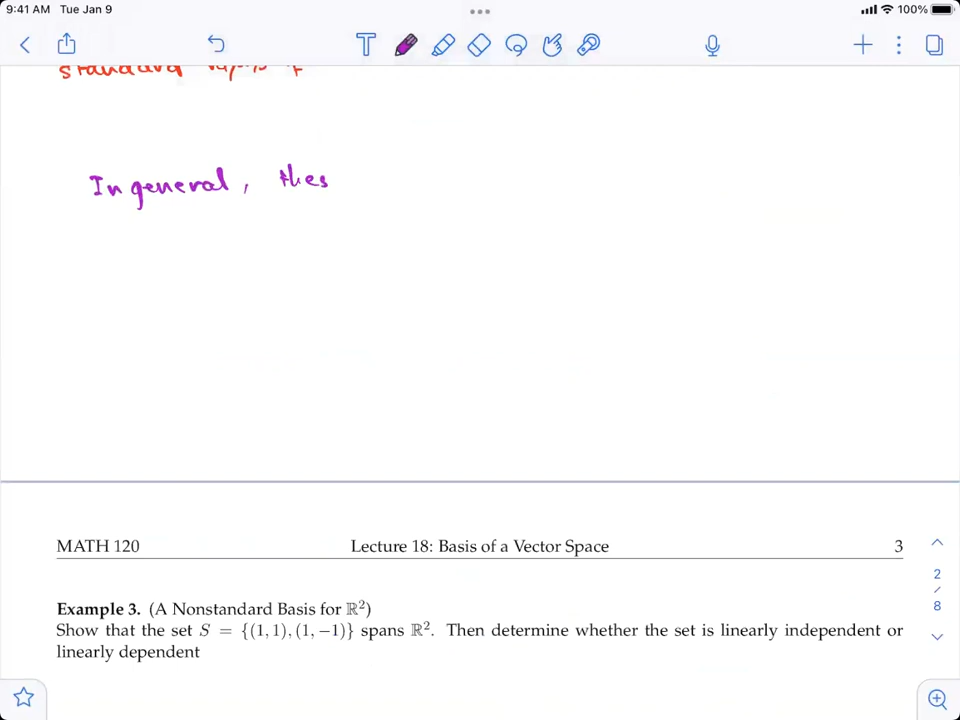 9:41 AM Tue Jan 9 100%
standard
In general, thes
2
8
MATH 120 Lecture 18: Basis of a Vector Space 3
Example 3. (A Nonstandard Basis for ℝ²)
Show that the set S = {(1, 1), (1, −1)} spans ℝ². Then determine whether the set is linearly independent or
linearly dependent